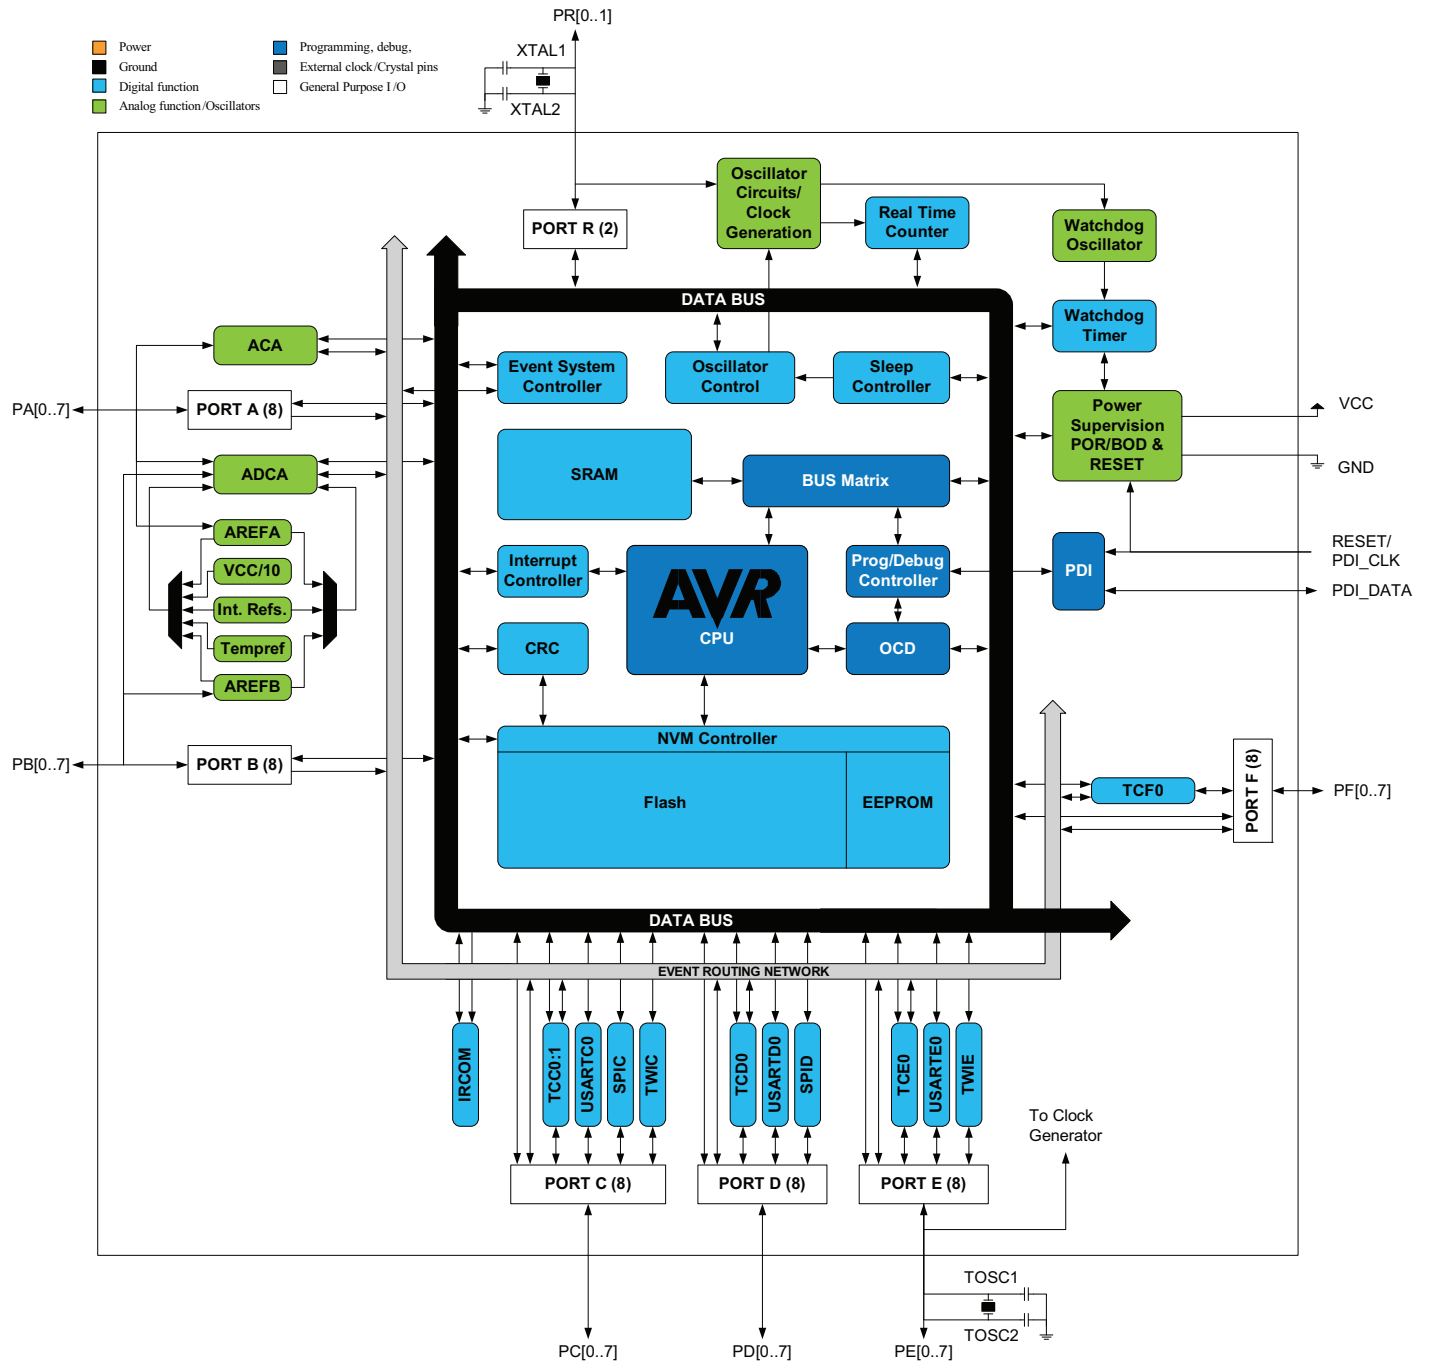 PR[0..1]
Power
Ground
Digital function
Analog function/Oscillators
Programming, debug,
External clock/Crystal pins
General Purpose I/O
XTAL1
XTAL2
Oscillator
Circuits/
Clock
Generation
PORT R (2)
Real Time
Counter
Watchdog
Oscillator
DATA BUS
Watchdog
Timer
ACA
Event System
Controller
Oscillator
Control
Sleep
Controller
PA[0..7]
PORT A (8)
Power
Supervision
POR/BOD &
RESET
VCC
GND
ADCA
SRAM
BUS Matrix
AREFA
VCC/10
Int. Refs.
Tempref
AREFB
Interrupt
Controller
AVR
CPU
Prog/Debug
Controller
PDI
RESET/
PDI_CLK
PDI_DATA
CRC
OCD
NVM Controller
Flash
EEPROM
PB[0..7]
PORT B (8)
TCF0
PORT F (8)
PF[0..7]
DATA BUS
EVENT ROUTING NETWORK
IRCOM
TCC0:1
USARTC0
SPIC
TWIC
TCD0
USARTD0
SPID
TCE0
USARTE0
TWIE
To Clock
Generator
PORT C (8)
PORT D (8)
PORT E (8)
TOSC1
TOSC2
PC[0..7]
PD[0..7]
PE[0..7]